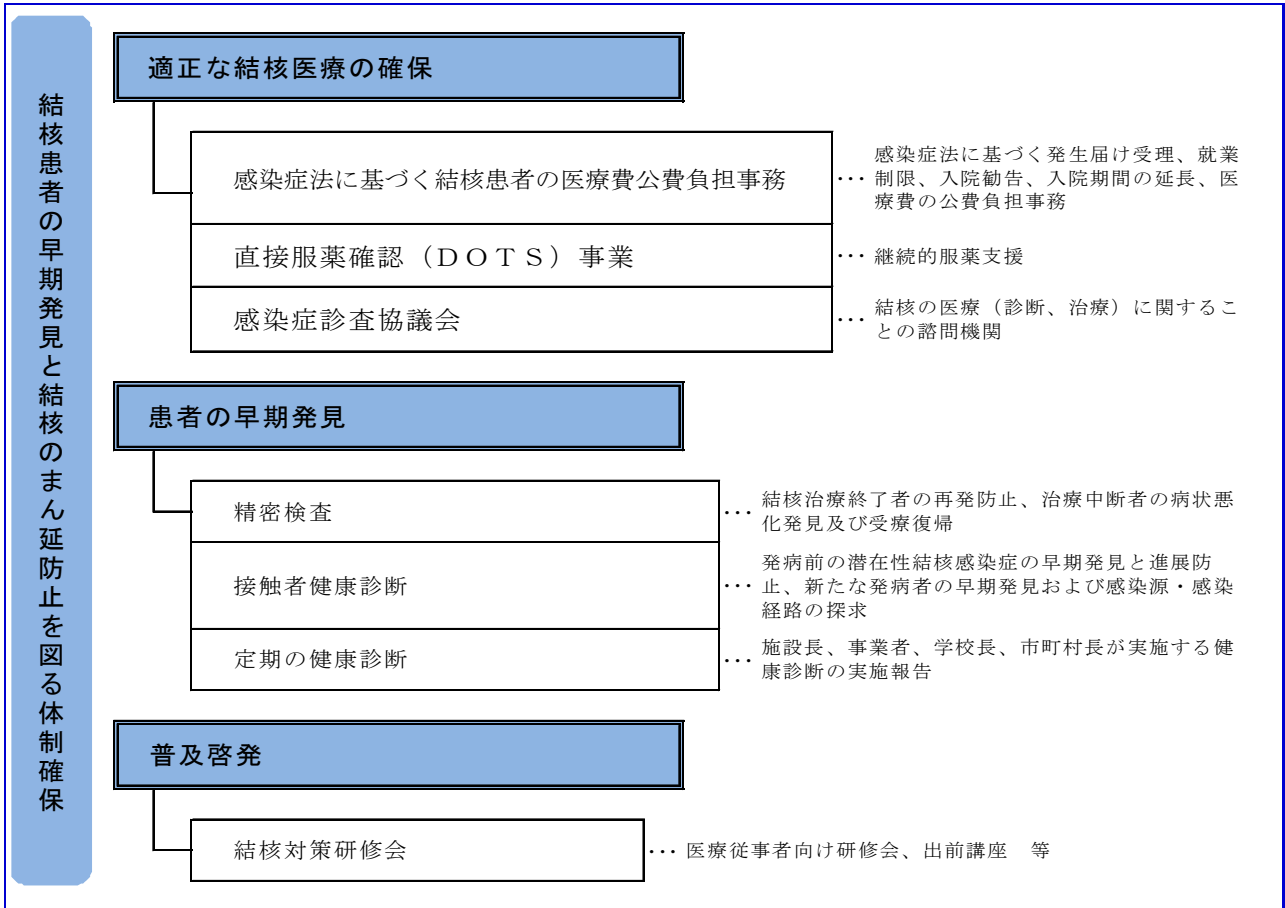 結核患者の早期発見と結核のまん延防止を図る体制確保
適正な結核医療の確保
感染症法に基づく結核患者の医療費公費負担事務
･･･
感染症法に基づく発生届け受理、就業
制限、入院勧告、入院期間の延長、医
療費の公費負担事務
直接服薬確認（ＤＯＴＳ）事業
･･･ 継続的服薬支援
感染症診査協議会
･･･
結核の医療（診断、治療）に関するこ
との諮問機関
患者の早期発見
精密検査
･･･
結核治療終了者の再発防止、治療中断者の病状悪
化発見及び受療復帰
接触者健康診断
･･･
発病前の潜在性結核感染症の早期発見と進展防
止、新たな発病者の早期発見および感染源・感染
経路の探求
定期の健康診断
･･･
施設長、事業者、学校長、市町村長が実施する健
康診断の実施報告
普及啓発
結核対策研修会
･･･ 医療従事者向け研修会、出前講座　等